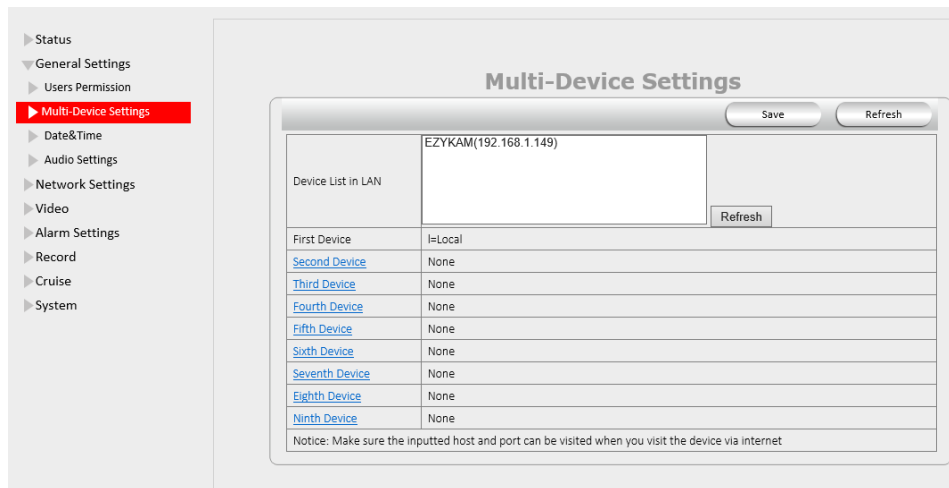 Status
General Settings
Users Permission
Multi-Device Settings
Date&Time
Audio Settings
Network Settings
Video
Alarm Settings
Record
Cruise
System
Multi-Device Settings
Save Refresh
Device List in LAN
EZYKAM(192.168.1.149)
Refresh
First Device l=Local
Second Device None
Third Device None
Fourth Device None
Fifth Device None
Sixth Device None
Seventh Device None
Eighth Device None
Ninth Device None
Notice: Make sure the inputted host and port can be visited when you visit the device via internet